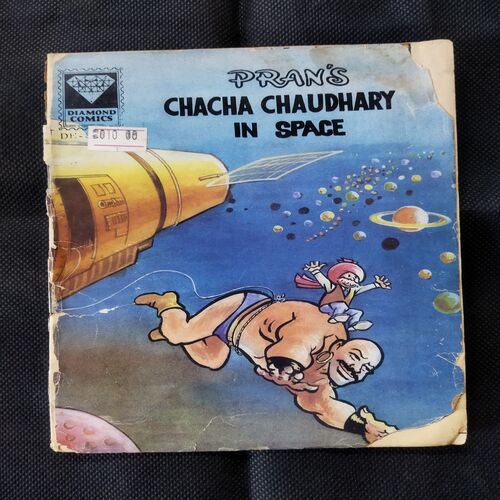 PRAN'S
CHACHA CHAUDHARY
IN SPACE
DIAMOND
COMICS